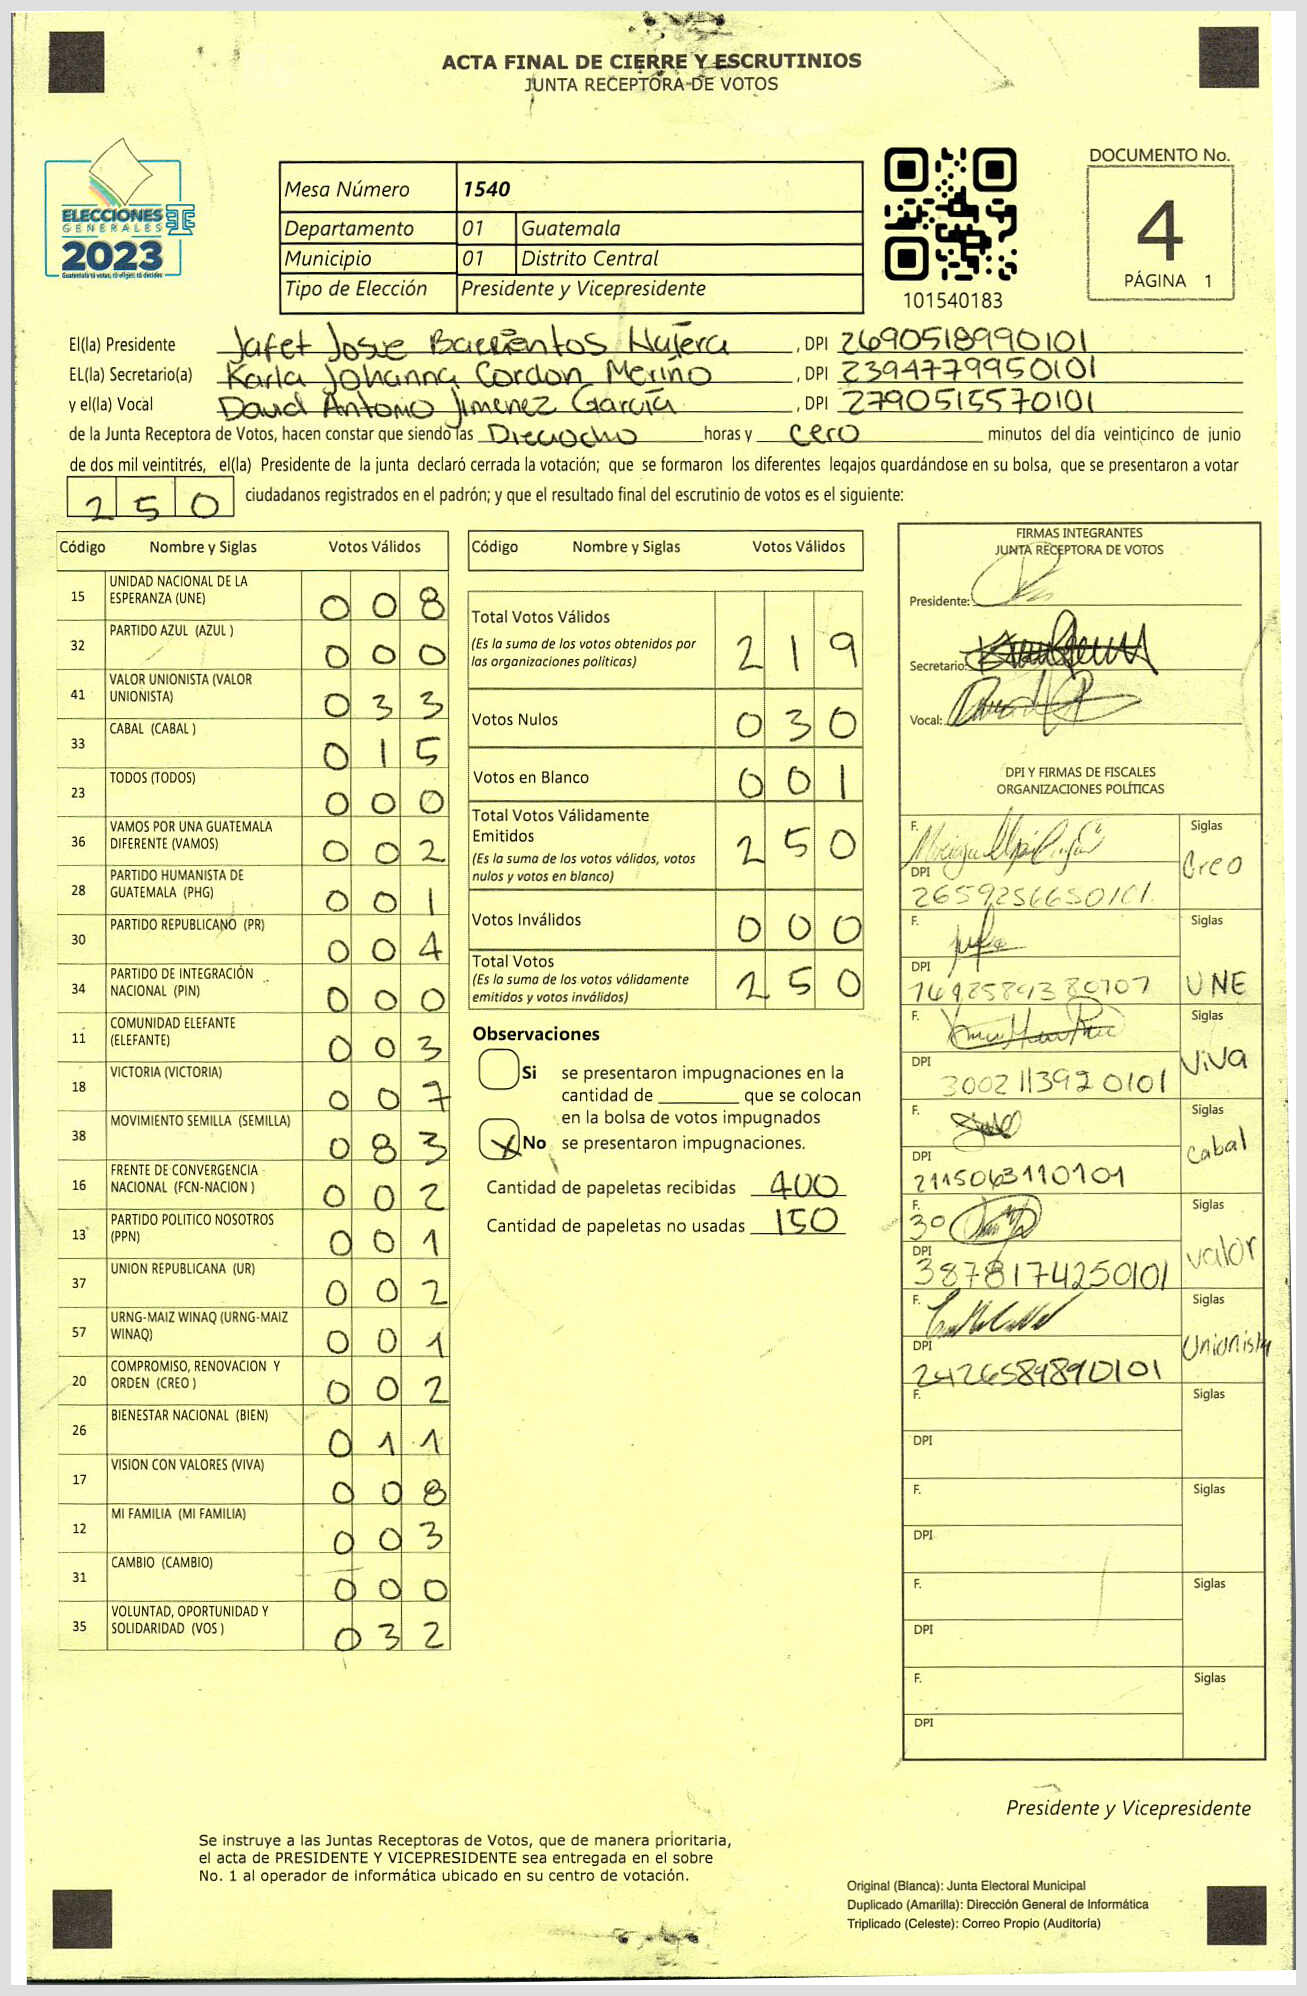 ACTA FINAL DE CIERRE Y ESCRUTINIOS
JUNTA RECEPTORA DE VOTOS
ELECCIONES
GENERALES
2023
Guatemala tú votas, tú eliges, tú decides
Mesa Número 1540
Departamento 01 Guatemala
Municipio 01 Distrito Central
Tipo de Elección Presidente y Vicepresidente
101540183
DOCUMENTO No.
4
PÁGINA 1
El(la) Presidente Jafet Josue Barrientos Najera, DPI 2690518990101
EL(la) Secretario(a) Karla Johanna Cordon Merino, DPI 2394779950101
y el(la) Vocal David Antonio Jimenez García, DPI 2790515570101
de la Junta Receptora de Votos, hacen constar que siendo las Dieciocho horas y cero minutos del día veinticinco de junio
de dos mil veintitrés, el(la) Presidente de la junta declaró cerrada la votación; que se formaron los diferentes legajos guardándose en su bolsa, que se presentaron a votar
250 ciudadanos registrados en el padrón; y que el resultado final del escrutinio de votos es el siguiente:
Código Nombre y Siglas Votos Válidos
15 UNIDAD NACIONAL DE LA ESPERANZA (UNE) 008
32 PARTIDO AZUL (AZUL ) 000
41 VALOR UNIONISTA (VALOR UNIONISTA) 033
33 CABAL (CABAL ) 015
23 TODOS (TODOS) 000
36 VAMOS POR UNA GUATEMALA DIFERENTE (VAMOS) 002
28 PARTIDO HUMANISTA DE GUATEMALA (PHG) 001
30 PARTIDO REPUBLICANO (PR) 004
34 PARTIDO DE INTEGRACIÓN NACIONAL (PIN) 000
11 COMUNIDAD ELEFANTE (ELEFANTE) 003
18 VICTORIA (VICTORIA) 007
38 MOVIMIENTO SEMILLA (SEMILLA) 083
16 FRENTE DE CONVERGENCIA NACIONAL (FCN-NACION ) 002
13 PARTIDO POLITICO NOSOTROS (PPN) 001
37 UNION REPUBLICANA (UR) 002
57 URNG-MAIZ WINAQ (URNG-MAIZ WINAQ) 001
20 COMPROMISO, RENOVACION Y ORDEN (CREO ) 002
26 BIENESTAR NACIONAL (BIEN) 011
17 VISION CON VALORES (VIVA) 008
12 MI FAMILIA (MI FAMILIA) 003
31 CAMBIO (CAMBIO) 000
35 VOLUNTAD, OPORTUNIDAD Y SOLIDARIDAD (VOS ) 032
Código Nombre y Siglas Votos Válidos
Total Votos Válidos 219
(Es la suma de los votos obtenidos por
las organizaciones politicas)
Votos Nulos 030
Votos en Blanco 001
Total Votos Válidamente
Emitidos 250
(Es la suma de los votos válidos, votos
nulos y votos en blanco)
Votos Inválidos 000
Total Votos 250
(Es la suma de los votos válidamente
emitidos y votos inválidos)
Observaciones
Si se presentaron impugnaciones en la
cantidad de ________ que se colocan
en la bolsa de votos impugnados
X No se presentaron impugnaciones.
Cantidad de papeletas recibidas 400
Cantidad de papeletas no usadas 150
FIRMAS INTEGRANTES
JUNTA RECEPTORA DE VOTOS
Presidente:
Secretario:
Vocal:
DPI Y FIRMAS DE FISCALES
ORGANIZACIONES POLÍTICAS
F. Siglas
Creo
DPI 2659256650101
F. Siglas
DPI
UNE
F. Siglas
ViVa
DPI 3002113920101
F. Siglas
cabal
DPI 2115063110101
F. Siglas
valor
DPI 3878174250101
F. Siglas
Unionista
DPI 2426589890101
F. Siglas
DPI
F. Siglas
DPI
F. Siglas
DPI
F. Siglas
DPI
Presidente y Vicepresidente
Se instruye a las Juntas Receptoras de Votos, que de manera prioritaria,
el acta de PRESIDENTE Y VICEPRESIDENTE sea entregada en el sobre
No. 1 al operador de informática ubicado en su centro de votación.
Original (Blanca): Junta Electoral Municipal
Duplicado (Amarilla): Dirección General de Informática
Triplicado (Celeste): Correo Propio (Auditoría)